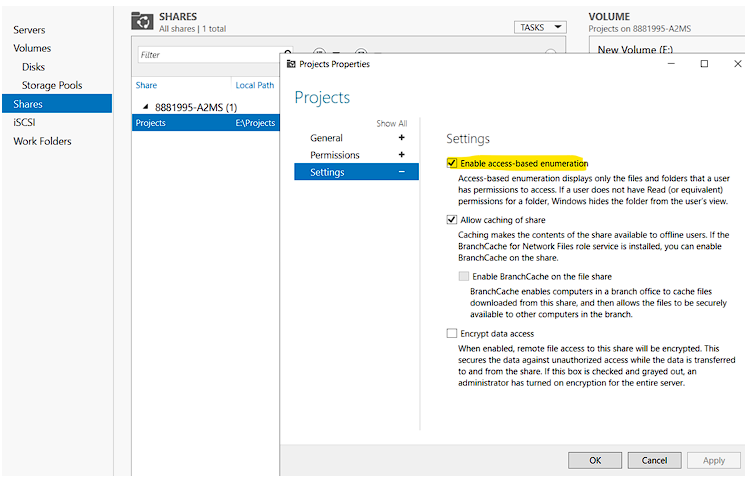 Servers
Volumes
Disks
Storage Pools
Shares
iSCSI
Work Folders
SHARES
All shares | 1 total
TASKS
Filter
Share Local Path
8881995-A2MS (1)
Projects E:\Projects
VOLUME
Projects on 8881995-A2MS
New Volume (E:)
Projects Properties
Projects
Show All
General +
Permissions +
Settings −
Settings
Enable access-based enumeration
Access-based enumeration displays only the files and folders that a user
has permissions to access. If a user does not have Read (or equivalent)
permissions for a folder, Windows hides the folder from the user's view.
Allow caching of share
Caching makes the contents of the share available to offline users. If the
BranchCache for Network Files role service is installed, you can enable
BranchCache on the share.
Enable BranchCache on the file share
BranchCache enables computers in a branch office to cache files
downloaded from this share, and then allows the files to be securely
available to other computers in the branch.
Encrypt data access
When enabled, remote file access to this share will be encrypted. This
secures the data against unauthorized access while the data is transferred
to and from the share. If this box is checked and grayed out, an
administrator has turned on encryption for the entire server.
OK Cancel Apply